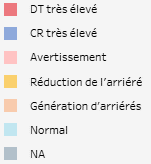 DT très élevé
CR très élevé
Avertissement
Réduction de l'arriéré
Génération d'arriérés
Normal
NA